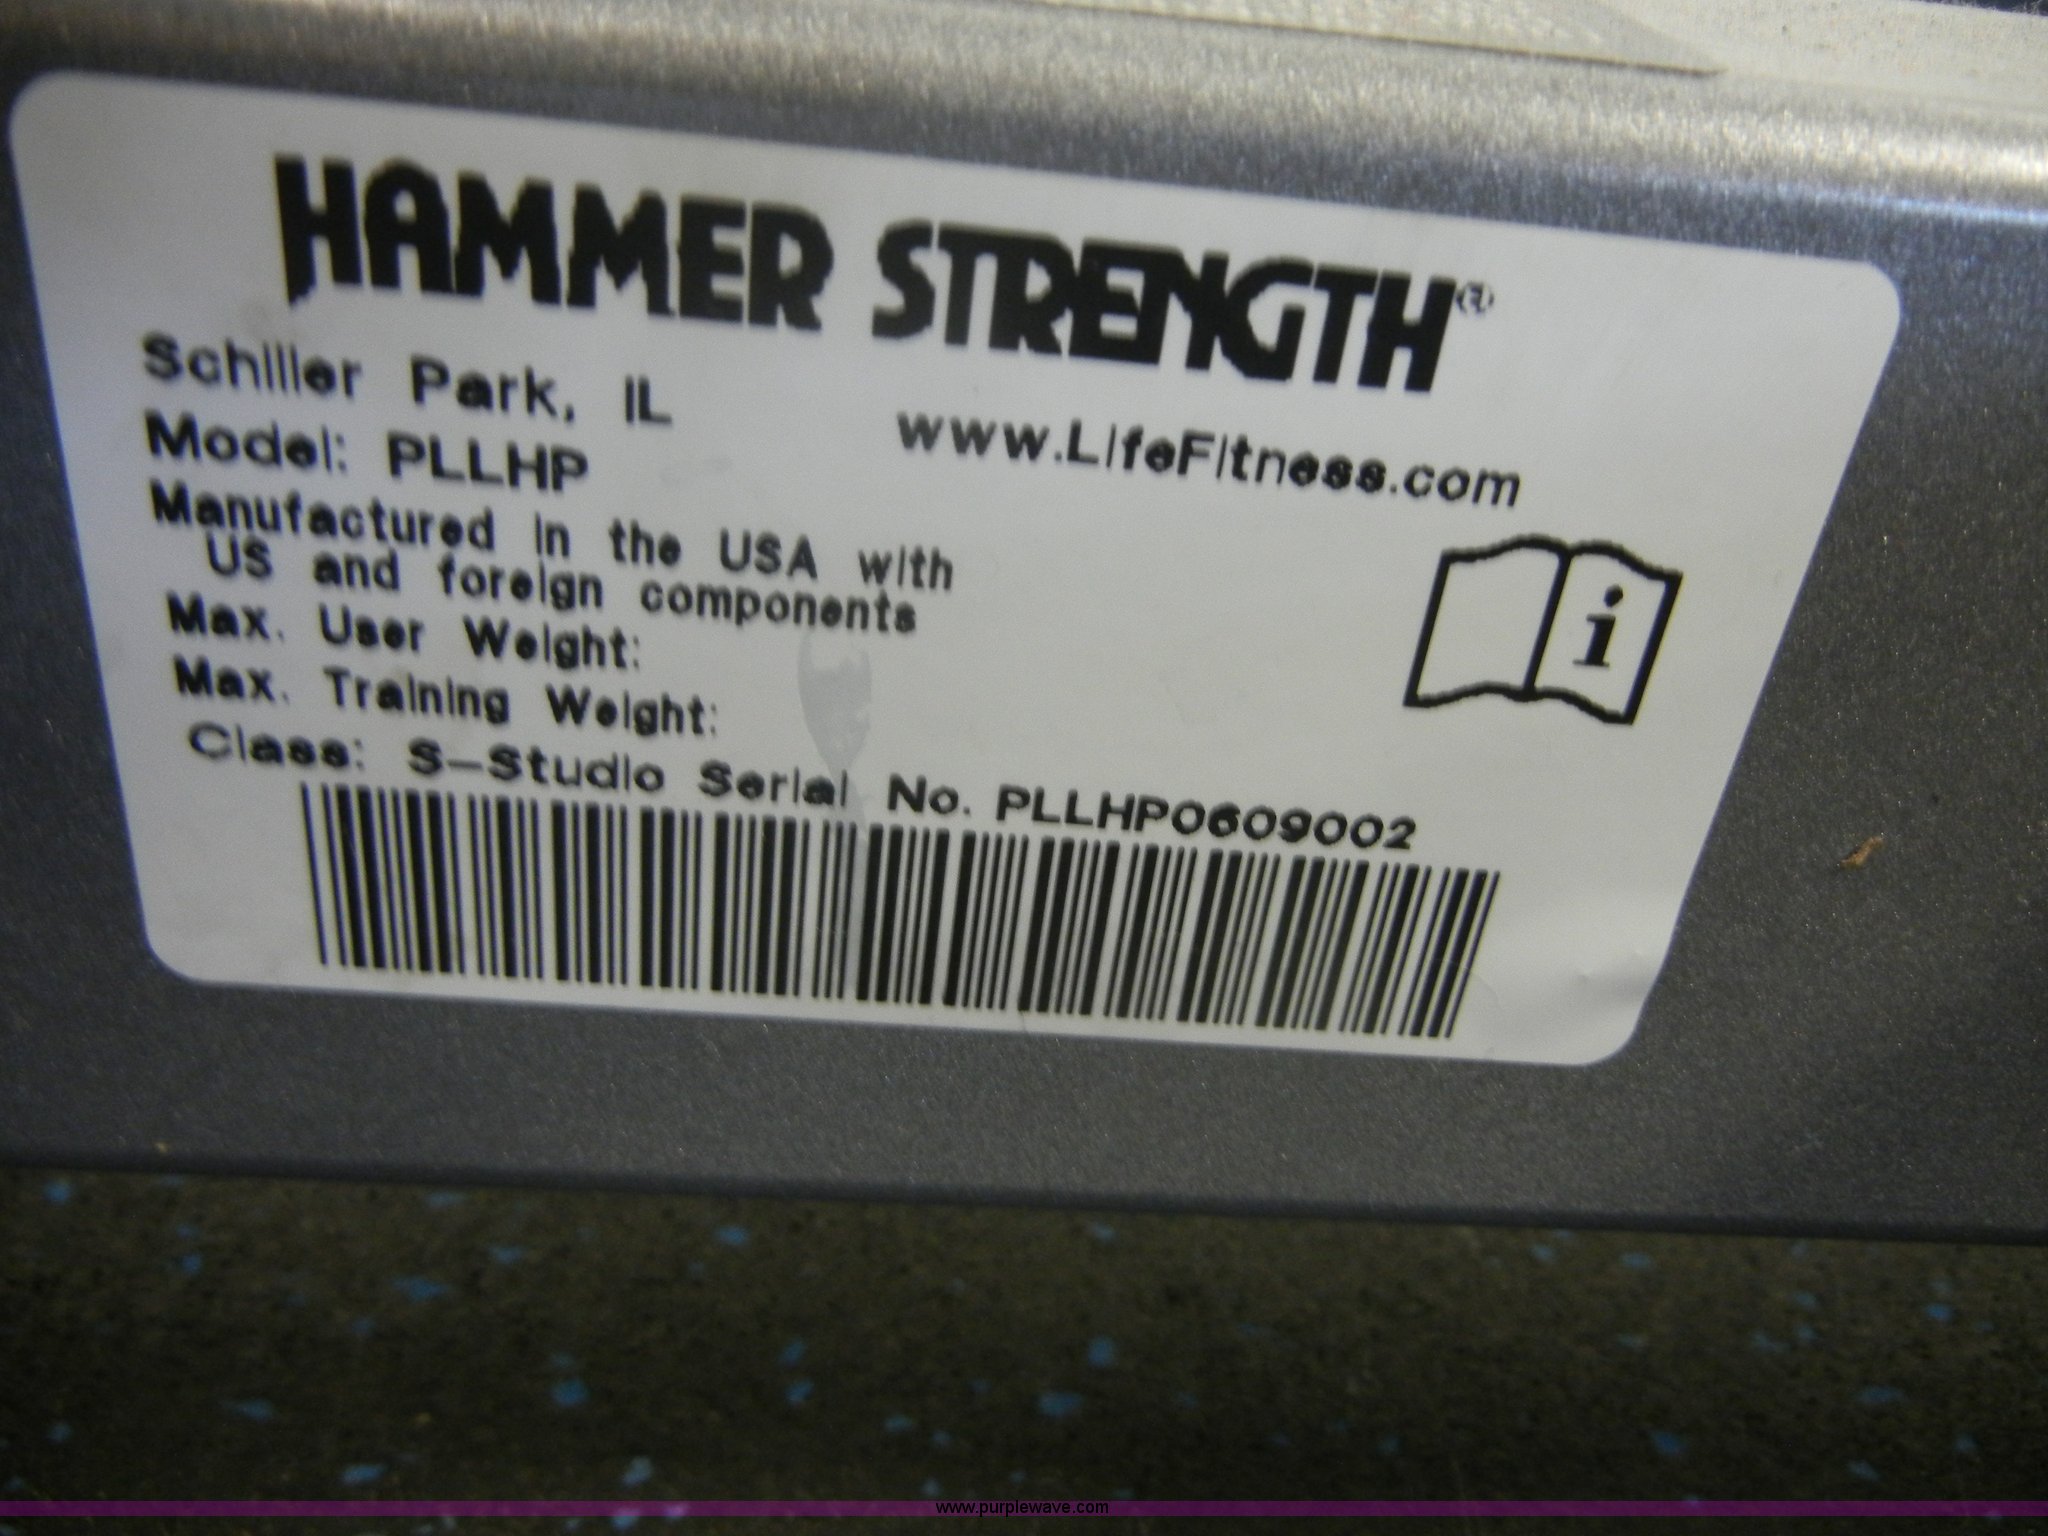 HAMMER STRENGTH®
Schiller Park, IL
www.LifeFitness.com
Model: PLLHP
Manufactured in the USA with
US and foreign components
Max. User Weight:
Max. Training Weight:
Class: S-Studio Serial No. PLLHP0609002
i
www.purplewave.com